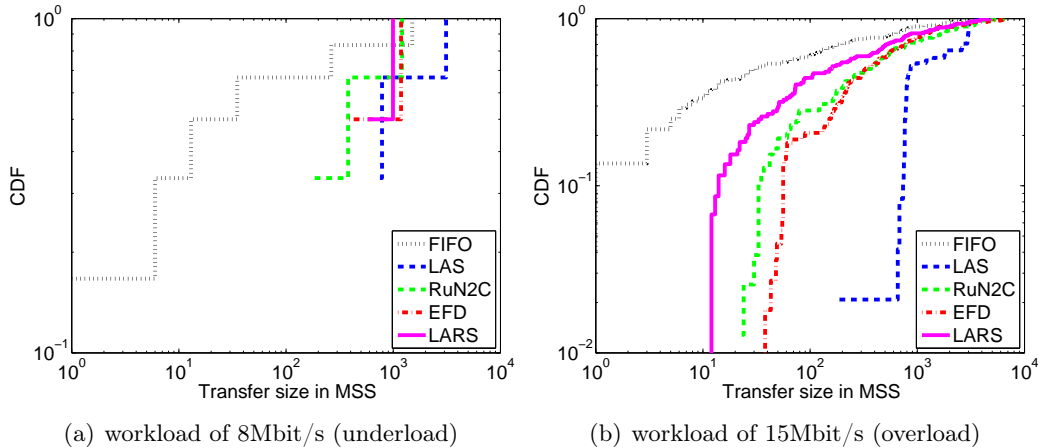 10^0
CDF
10^-1
10^0
10^1
10^2
10^3
10^4
Transfer size in MSS
FIFO
LAS
RuN2C
EFD
LARS
(a) workload of 8Mbit/s (underload)
10^0
10^-1
10^-2
CDF
10^0
10^1
10^2
10^3
10^4
Transfer size in MSS
FIFO
LAS
RuN2C
EFD
LARS
(b) workload of 15Mbit/s (overload)